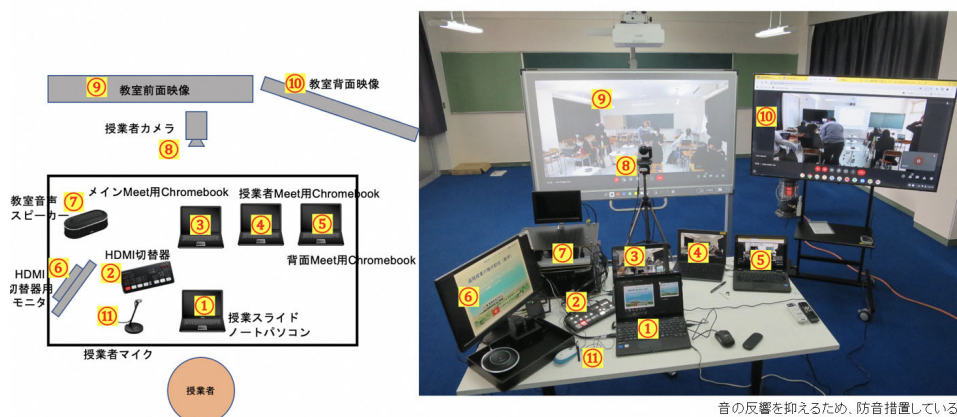 ⑨ 教室前面映像
⑩ 教室背面映像
授業者カメラ
⑧
⑦
教室音声
スピーカー
メインMeet用Chromebook
授業者Meet用Chromebook
③
④
⑤
背面Meet用Chromebook
⑥
HDMI
切替器用
モニタ
HDMI切替器
②
⑪
授業者マイク
①
授業スライド
ノートパソコン
授業者
⑨
⑩
⑧
⑦
③
④
⑤
⑥
②
①
⑪
音の反響を抑えるため、防音措置している